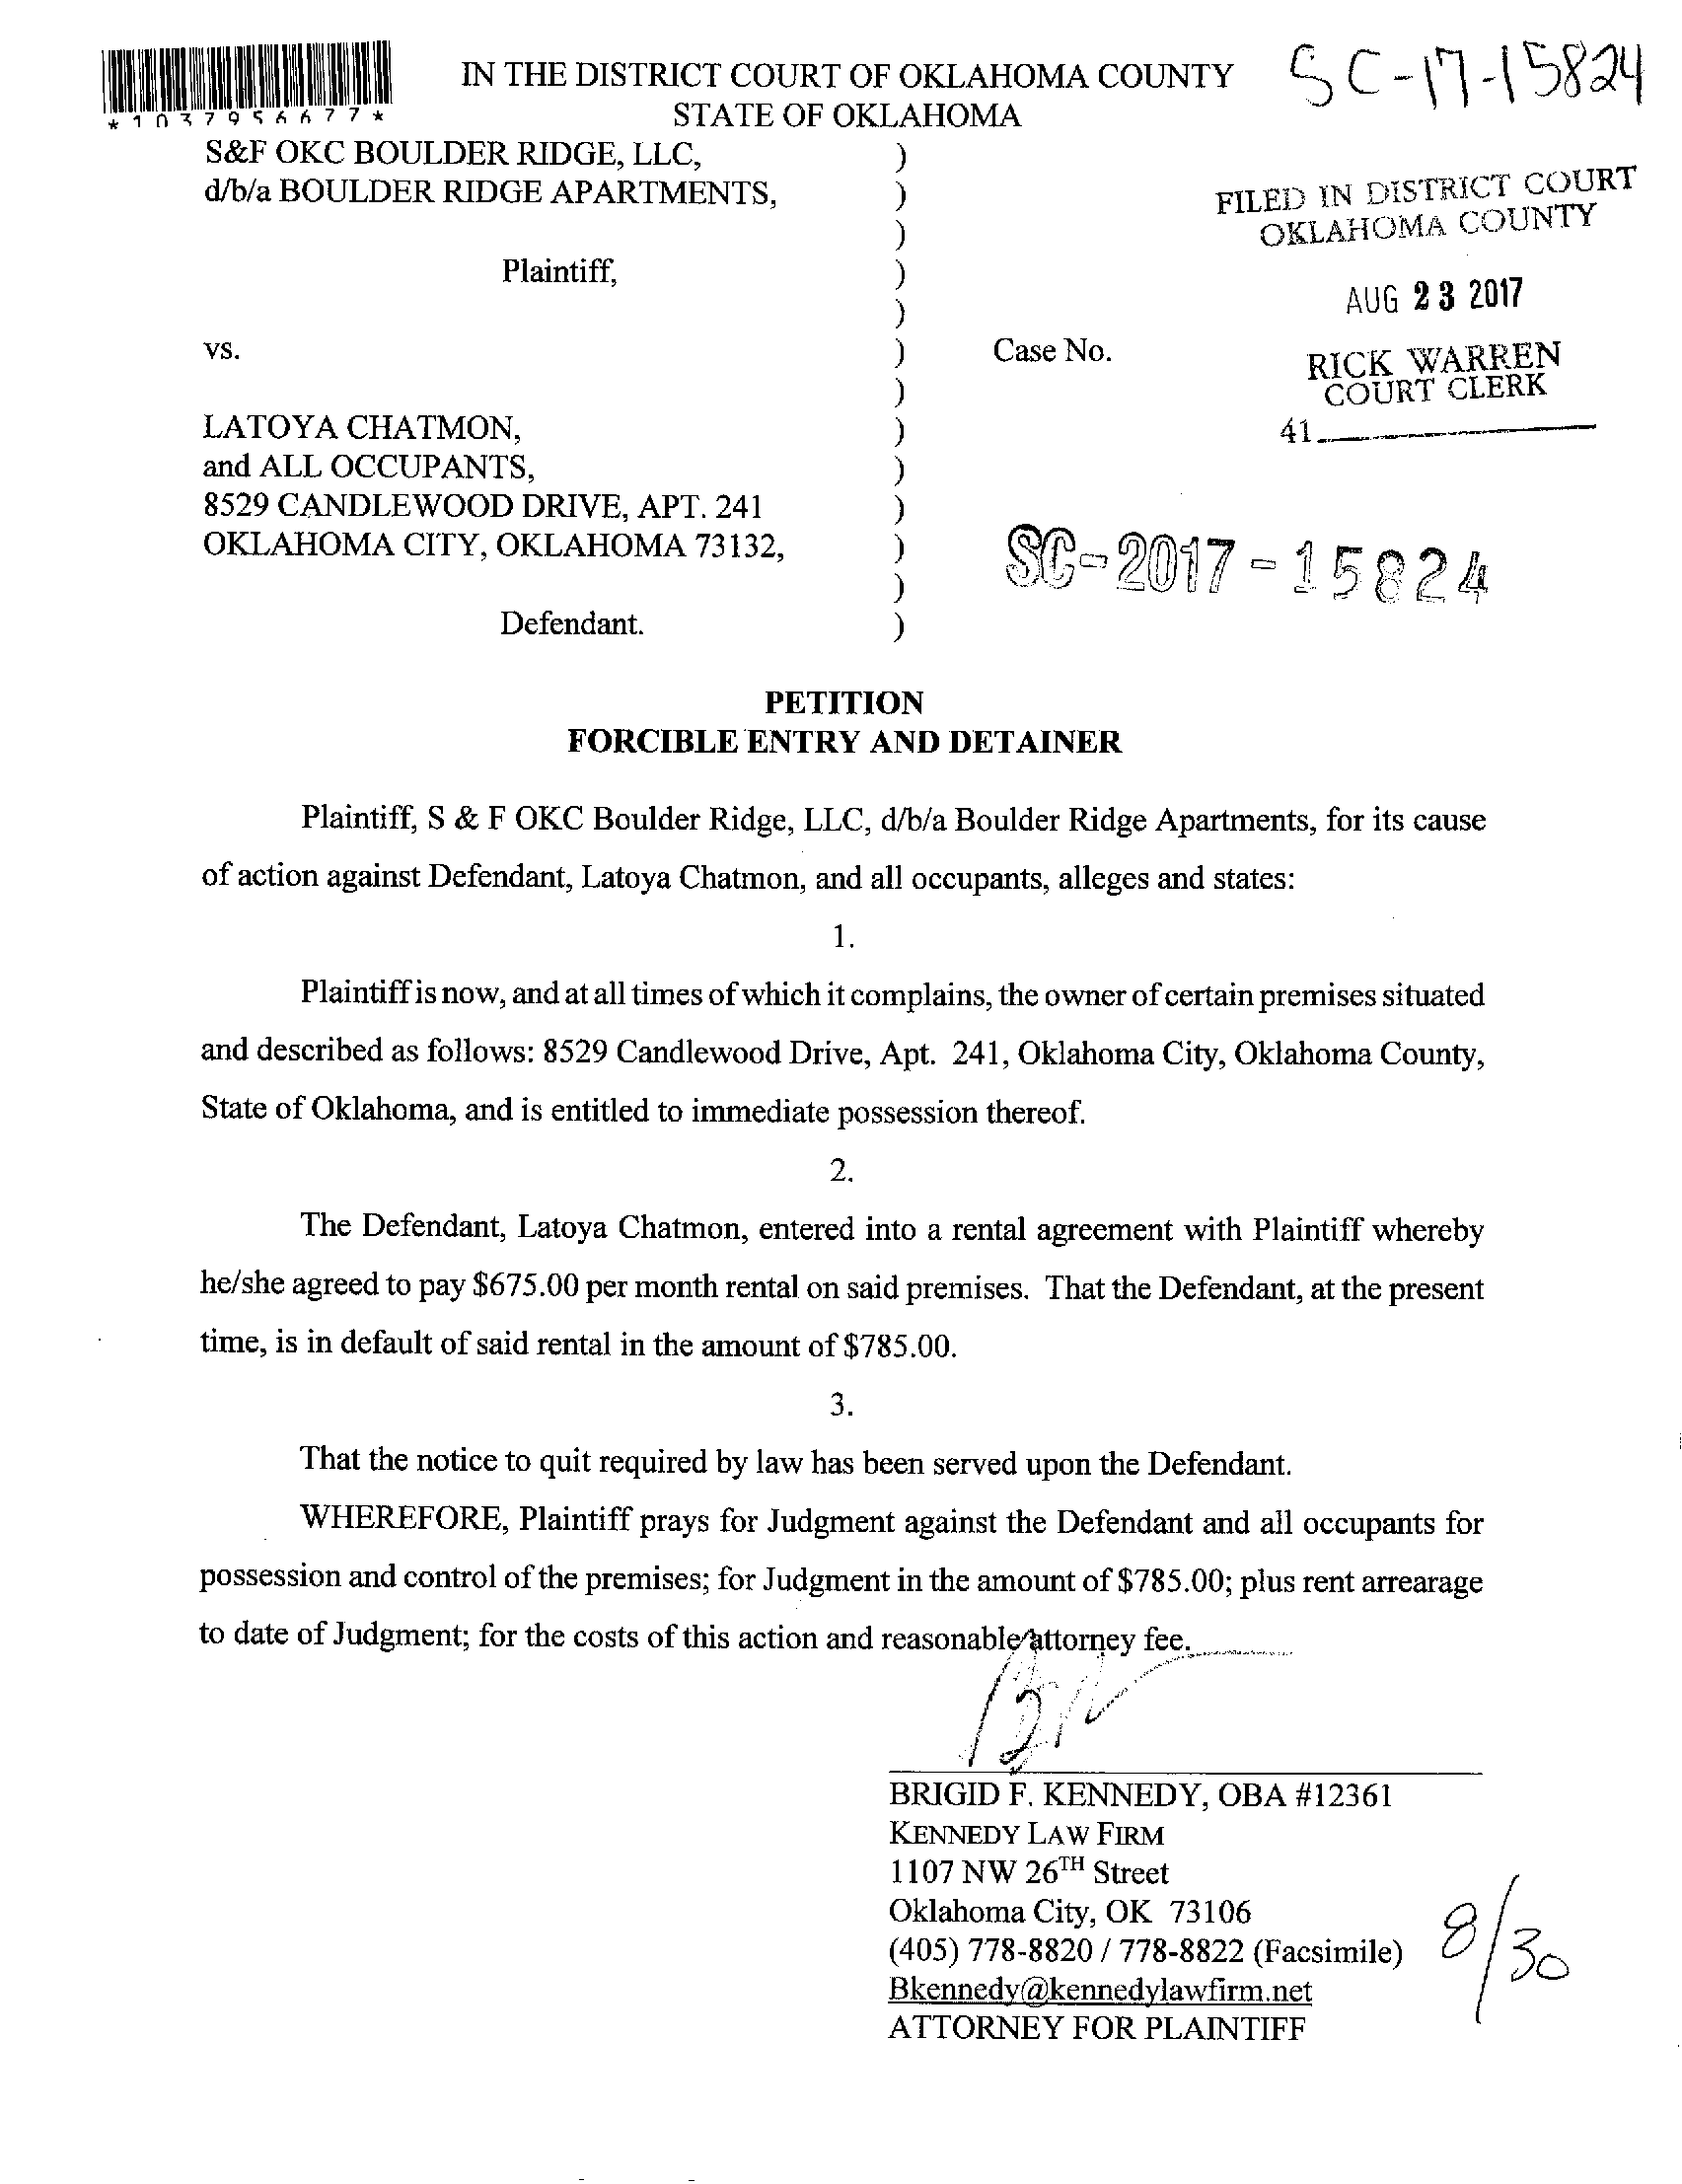 IN THE DISTRICT COURT OF OKLAHOMA COUNTY
STATE OF OKLAHOMA
SC-17-15824
*1037956677*
S&F OKC BOULDER RIDGE, LLC, )
d/b/a BOULDER RIDGE APARTMENTS, )
)
Plaintiff, )
)
vs. ) Case No.
)
LATOYA CHATMON, )
and ALL OCCUPANTS, )
8529 CANDLEWOOD DRIVE, APT. 241 )
OKLAHOMA CITY, OKLAHOMA 73132, )
)
Defendant. )
FILED IN DISTRICT COURT
OKLAHOMA COUNTY
AUG 23 2017
RICK WARREN
COURT CLERK
41
SC-2017-15824
PETITION
FORCIBLE ENTRY AND DETAINER
Plaintiff, S & F OKC Boulder Ridge, LLC, d/b/a Boulder Ridge Apartments, for its cause
of action against Defendant, Latoya Chatmon, and all occupants, alleges and states:
1.
Plaintiff is now, and at all times of which it complains, the owner of certain premises situated
and described as follows: 8529 Candlewood Drive, Apt. 241, Oklahoma City, Oklahoma County,
State of Oklahoma, and is entitled to immediate possession thereof.
2.
The Defendant, Latoya Chatmon, entered into a rental agreement with Plaintiff whereby
he/she agreed to pay $675.00 per month rental on said premises. That the Defendant, at the present
time, is in default of said rental in the amount of $785.00.
3.
That the notice to quit required by law has been served upon the Defendant.
WHEREFORE, Plaintiff prays for Judgment against the Defendant and all occupants for
possession and control of the premises; for Judgment in the amount of $785.00; plus rent arrearage
to date of Judgment; for the costs of this action and reasonable attorney fee.
BRIGID F. KENNEDY, OBA #12361
KENNEDY LAW FIRM
1107 NW 26TH Street
Oklahoma City, OK 73106
(405) 778-8820 / 778-8822 (Facsimile)
Bkennedy@kennedylawfirm.net
ATTORNEY FOR PLAINTIFF
8/30